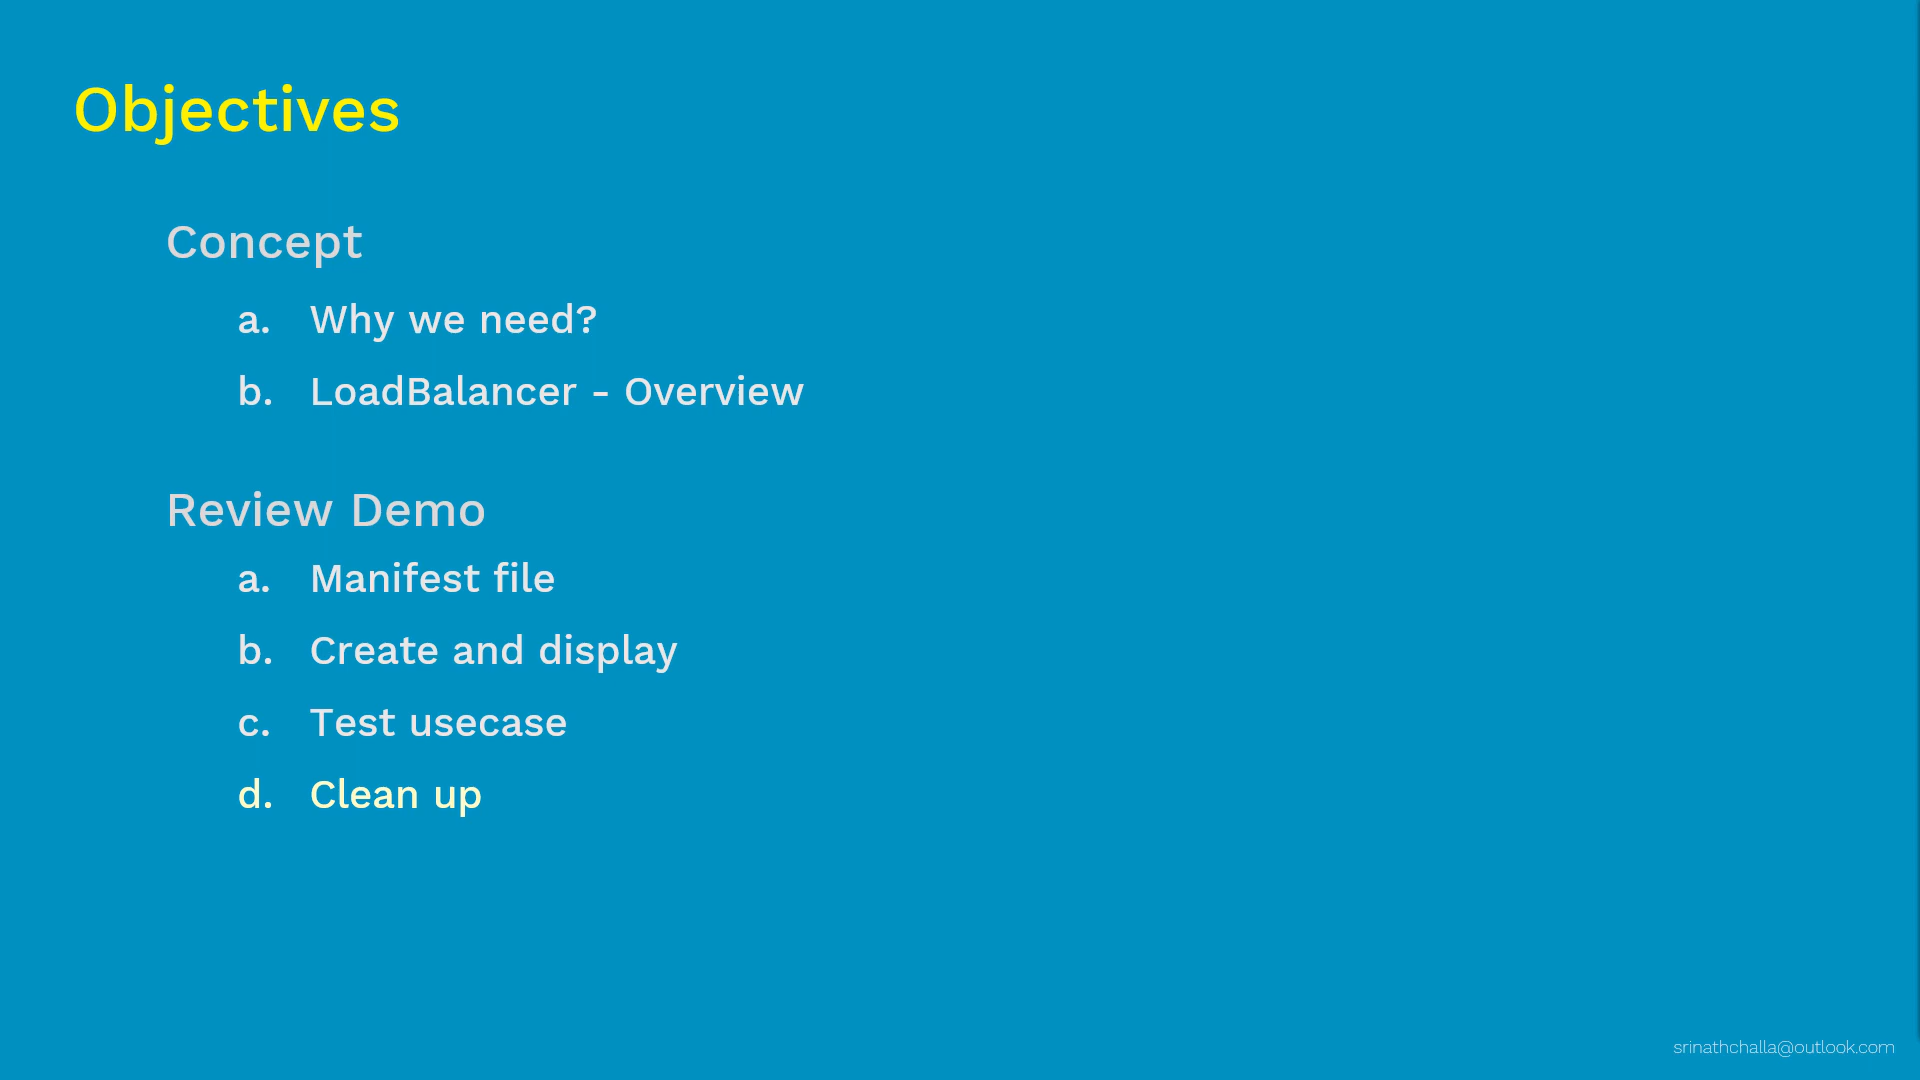 Objectives
Concept
a. Why we need?
b. LoadBalancer - Overview
Review Demo
a. Manifest file
b. Create and display
c. Test usecase
d. Clean up
srinathchalla@outlook.com